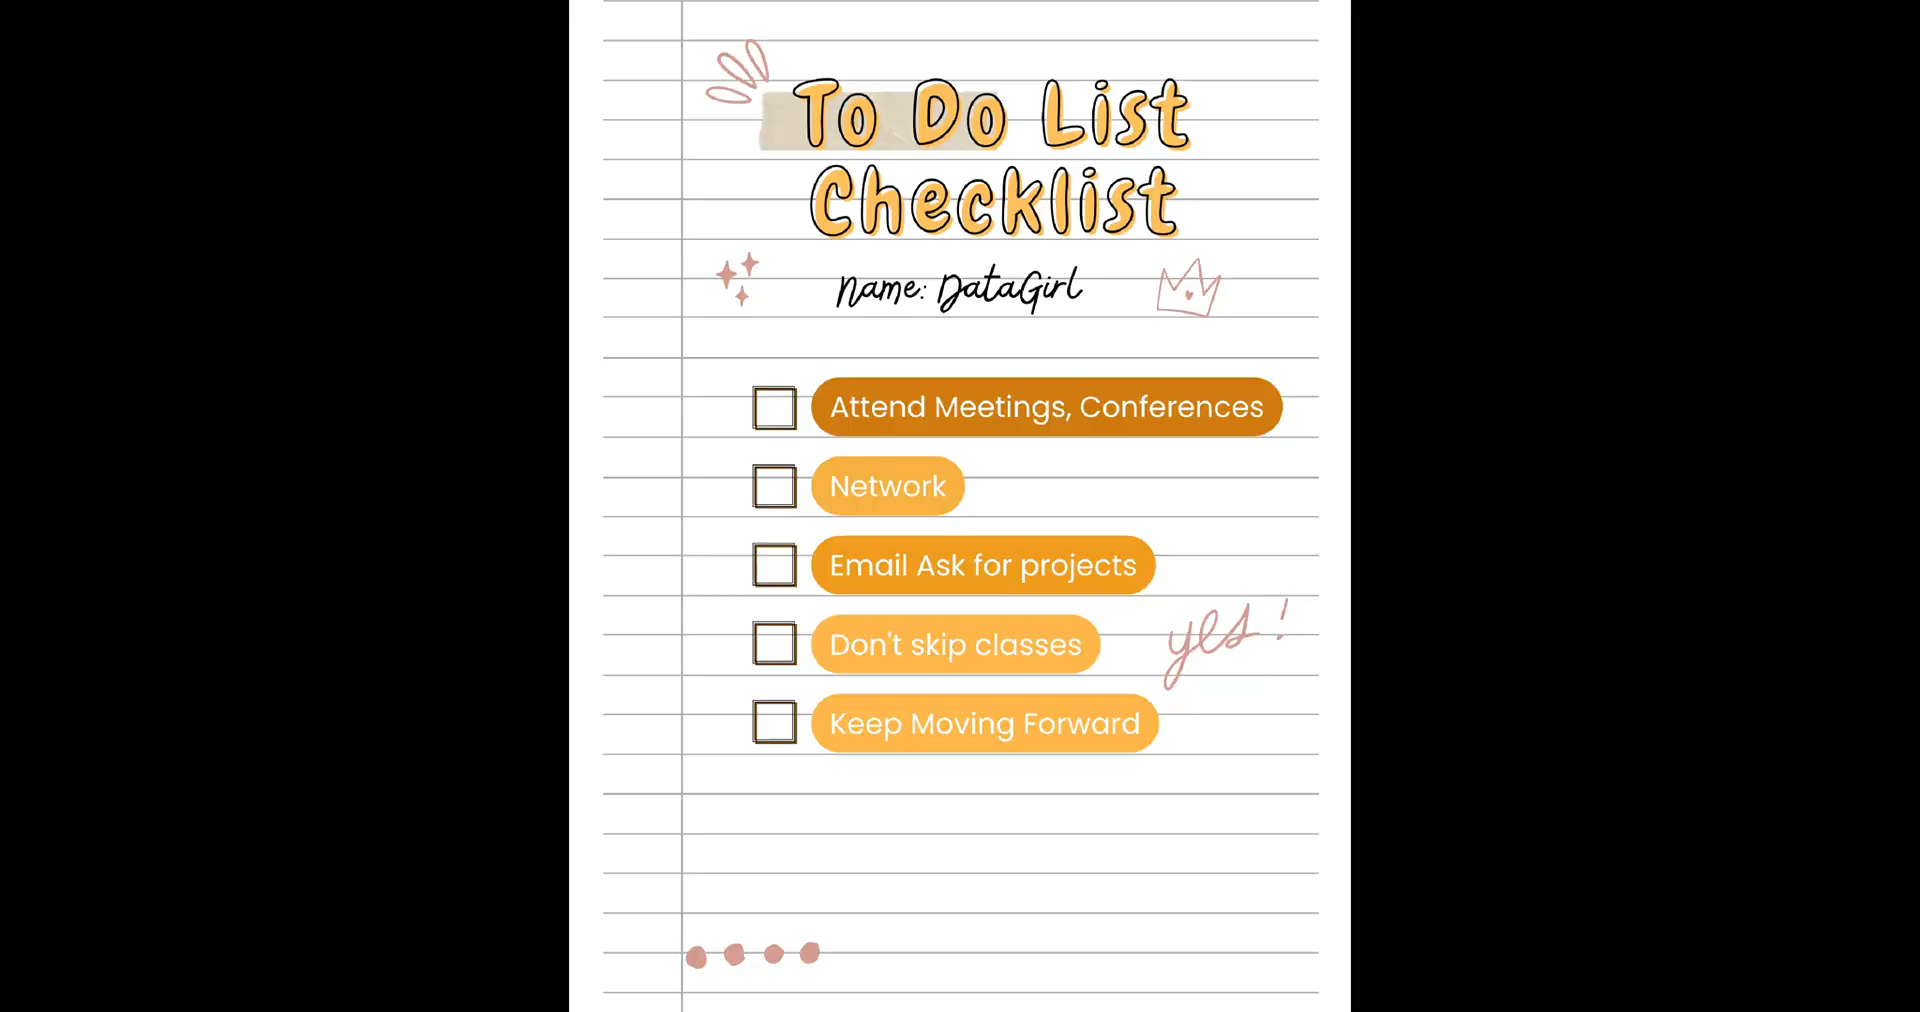 To Do List
Checklist
Name: DataGirl
Attend Meetings, Conferences
Network
Email Ask for projects
Don't skip classes
yes!
Keep Moving Forward